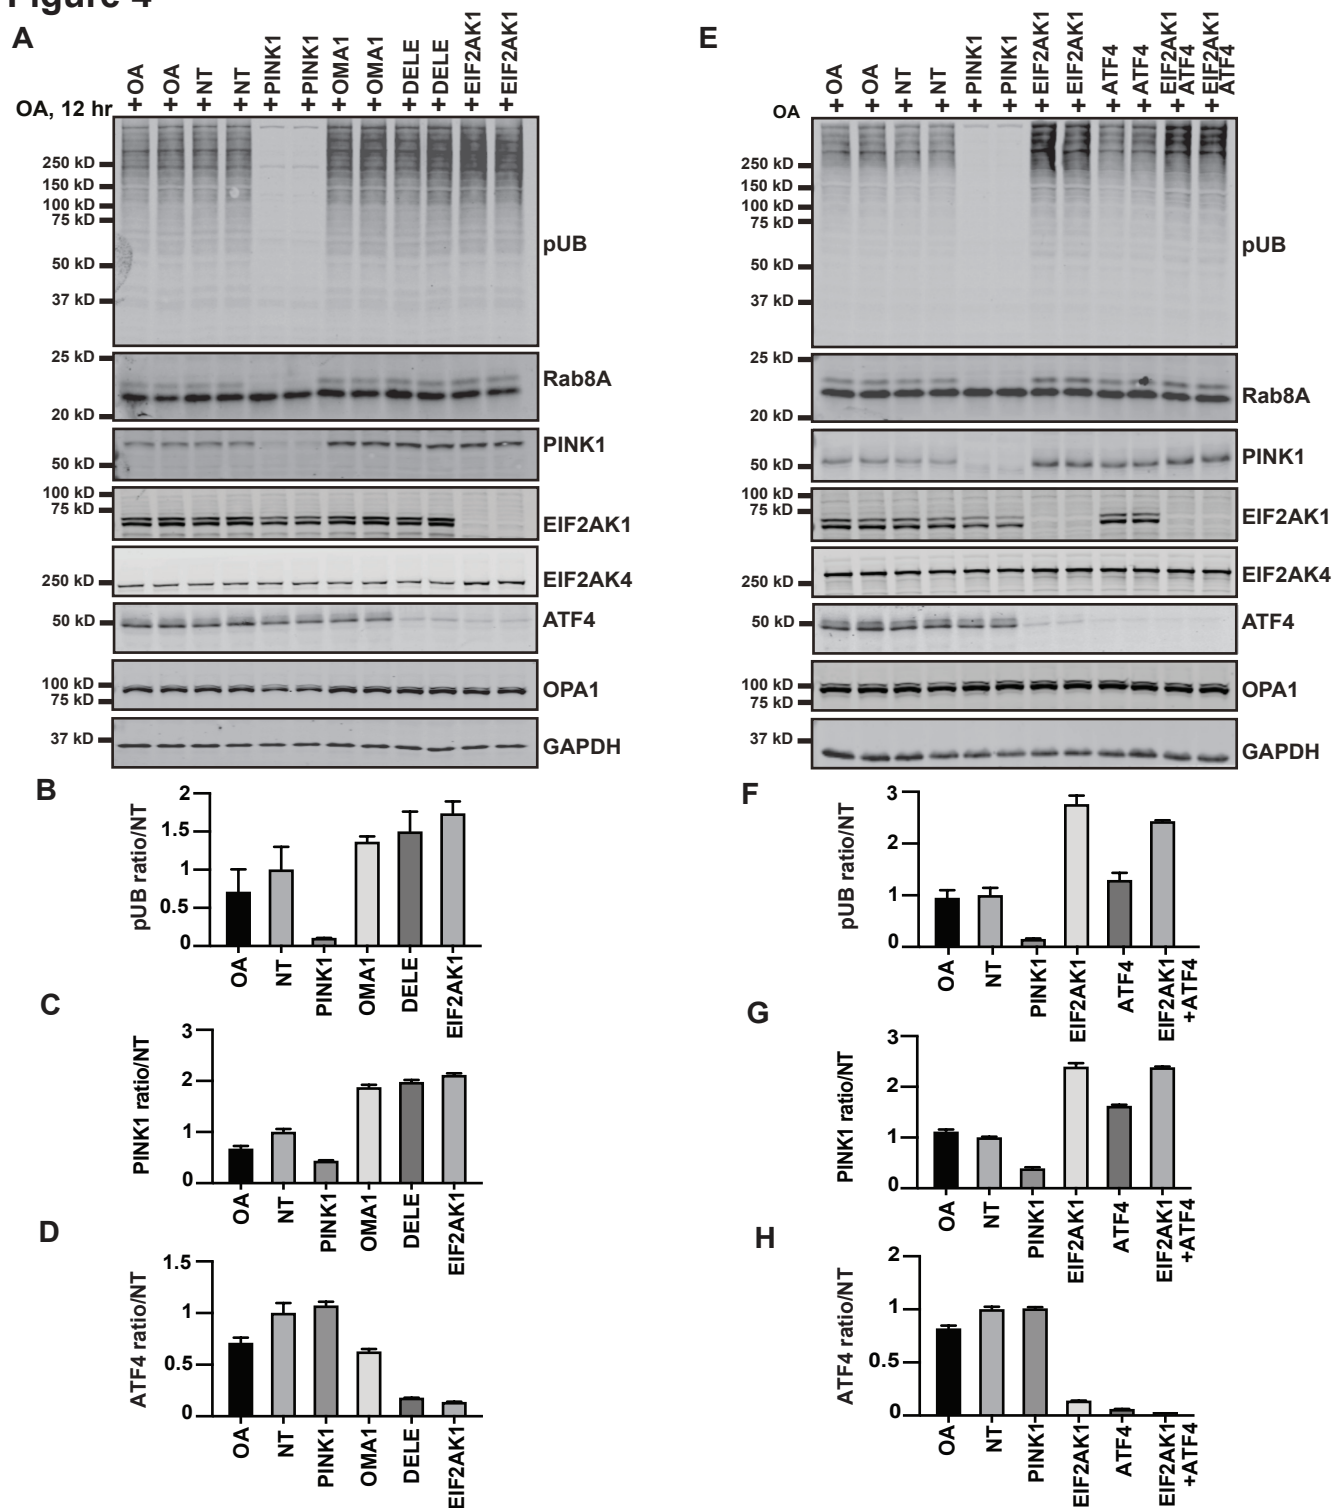 Figure 4
A
OA, 12 hr
+OA
+OA
+NT
+NT
+PINK1
+PINK1
+OMA1
+OMA1
+DELE
+DELE
+EIF2AK1
+EIF2AK1
250 kD
150 kD
100 kD
75 kD
50 kD
37 kD
pUB
25 kD
20 kD
Rab8A
50 kD
PINK1
100 kD
75 kD
EIF2AK1
250 kD
EIF2AK4
50 kD
ATF4
100 kD
75 kD
OPA1
37 kD
GAPDH
E
OA
+OA
+OA
+NT
+NT
+PINK1
+PINK1
+EIF2AK1
+EIF2AK1
+ATF4
+ATF4
+EIF2AK1
ATF4
+EIF2AK1
ATF4
250 kD
150 kD
100 kD
75 kD
50 kD
37 kD
pUB
25 kD
20 kD
Rab8A
50 kD
PINK1
100 kD
75 kD
EIF2AK1
250 kD
EIF2AK4
50 kD
ATF4
100 kD
75 kD
OPA1
37 kD
GAPDH
B
pUB ratio/NT
2
1.5
1
0.5
0
OA
NT
PINK1
OMA1
DELE
EIF2AK1
C
PINK1 ratio/NT
3
2
1
0
OA
NT
PINK1
OMA1
DELE
EIF2AK1
D
ATF4 ratio/NT
1.5
1
0.5
0
OA
NT
PINK1
OMA1
DELE
EIF2AK1
F
pUB ratio/NT
3
2
1
0
OA
NT
PINK1
EIF2AK1
ATF4
EIF2AK1
+ATF4
G
PINK1 ratio/NT
3
2
1
0
OA
NT
PINK1
EIF2AK1
ATF4
EIF2AK1
+ATF4
H
ATF4 ratio/NT
2
1
0.5
0
OA
NT
PINK1
EIF2AK1
ATF4
EIF2AK1
+ATF4